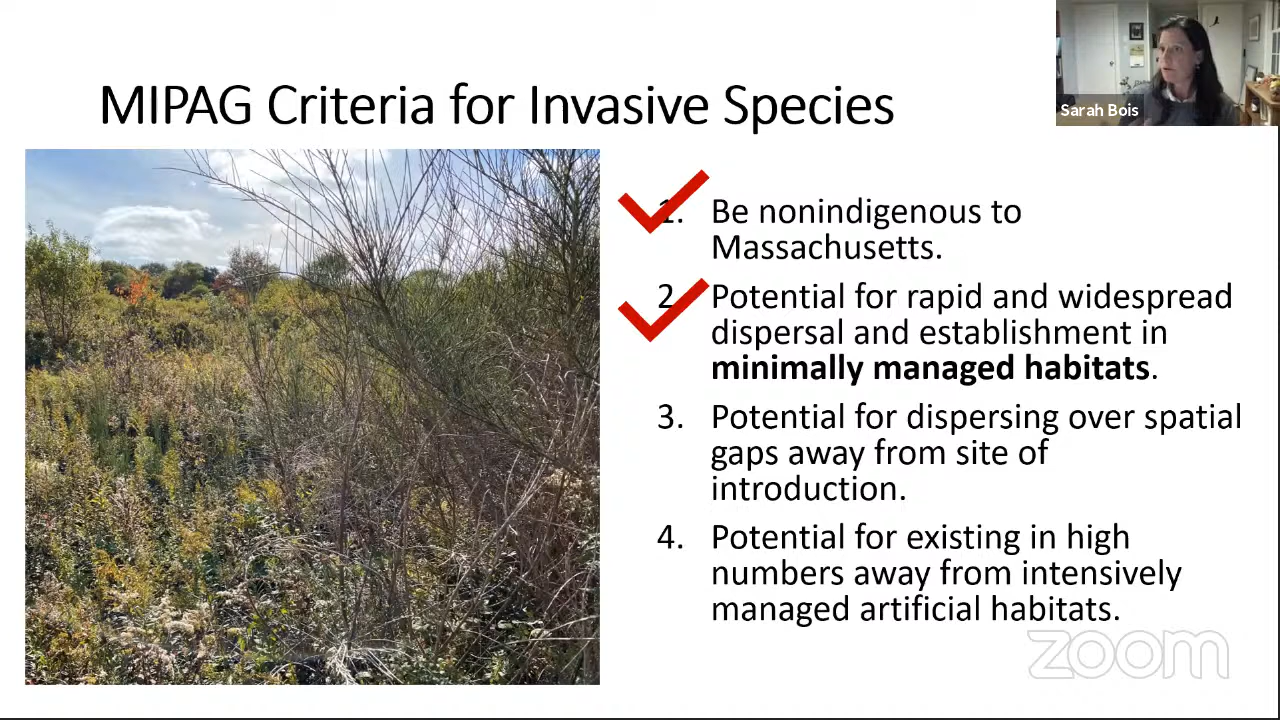 MIPAG Criteria for Invasive Species
Sarah Bois
1. Be nonindigenous to
Massachusetts.
2. Potential for rapid and widespread
dispersal and establishment in
minimally managed habitats.
3. Potential for dispersing over spatial
gaps away from site of
introduction.
4. Potential for existing in high
numbers away from intensively
managed artificial habitats.
zoom